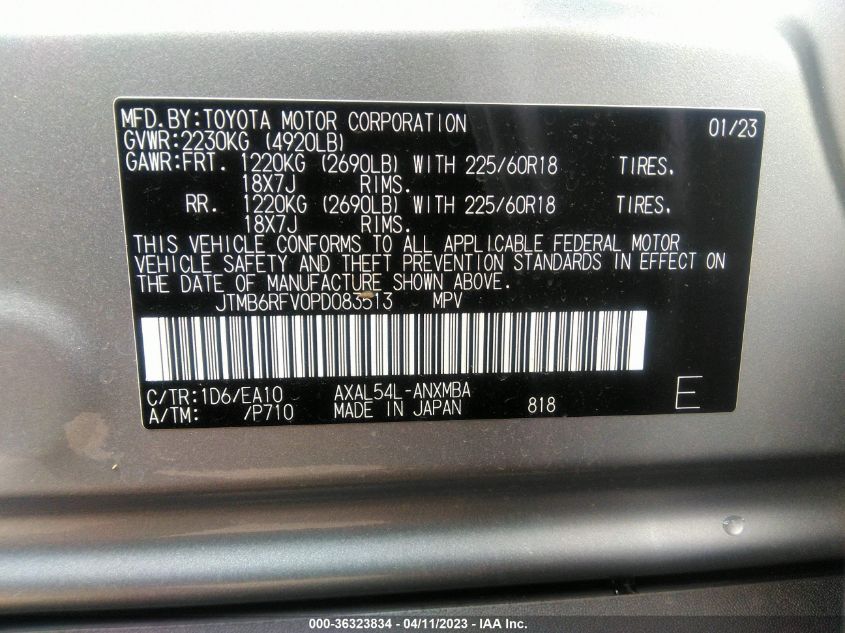 MFD.BY:TOYOTA MOTOR CORPORATION 01/23
GVWR:2230KG (4920LB)
GAWR:FRT. 1220KG (2690LB) WITH 225/60R18 TIRES.
18X7J RIMS.
RR. 1220KG (2690LB) WITH 225/60R18 TIRES.
18X7J RIMS.
THIS VEHICLE CONFORMS TO ALL APPLICABLE FEDERAL MOTOR
VEHICLE SAFETY AND THEFT PREVENTION STANDARDS IN EFFECT ON
THE DATE OF MANUFACTURE SHOWN ABOVE.
JTMB6RFV0PD083513 MPV
C/TR:1D6/EA10 AXAL54L-ANXMBA
A/TM: /P710 MADE IN JAPAN 818 E
000-36323834 - 04/11/2023 - IAA Inc.